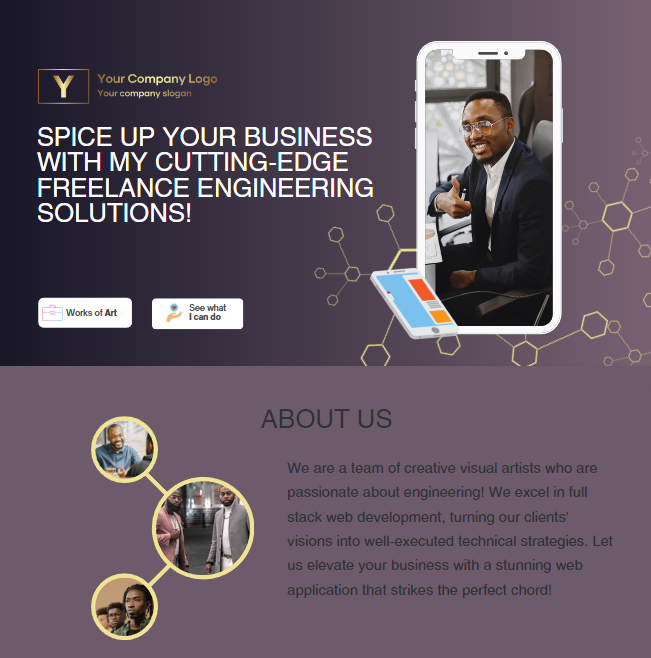 Y
Your Company Logo
Your company slogan
SPICE UP YOUR BUSINESS
WITH MY CUTTING-EDGE
FREELANCE ENGINEERING
SOLUTIONS!
Works of Art
See what
I can do
ABOUT US
We are a team of creative visual artists who are
passionate about engineering! We excel in full
stack web development, turning our clients'
visions into well-executed technical strategies. Let
us elevate your business with a stunning web
application that strikes the perfect chord!